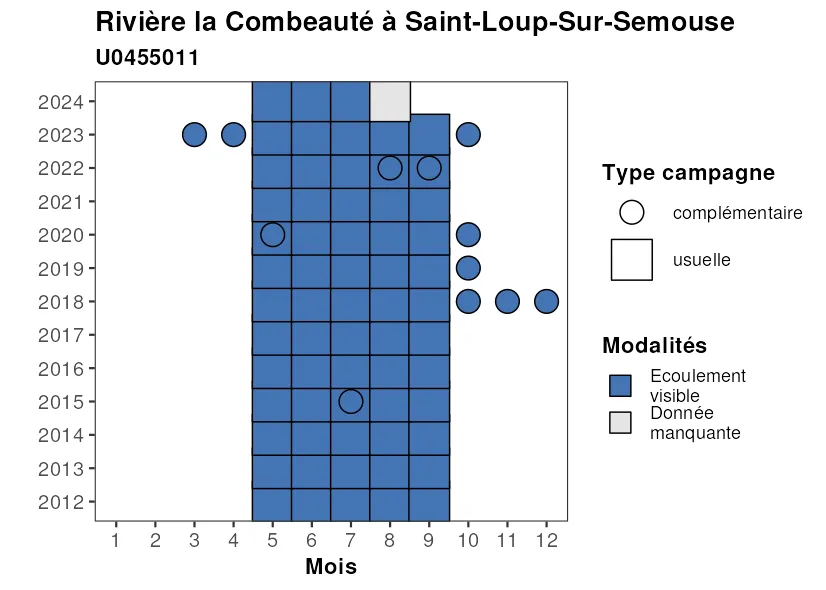 Rivière la Combeauté à Saint-Loup-Sur-Semouse
U0455011
2024
2023
2022
2021
2020
2019
2018
2017
2016
2015
2014
2013
2012
1 2 3 4 5 6 7 8 9 10 11 12
Mois
Type campagne
complémentaire
usuelle
Modalités
Ecoulement
visible
Donnée
manquante